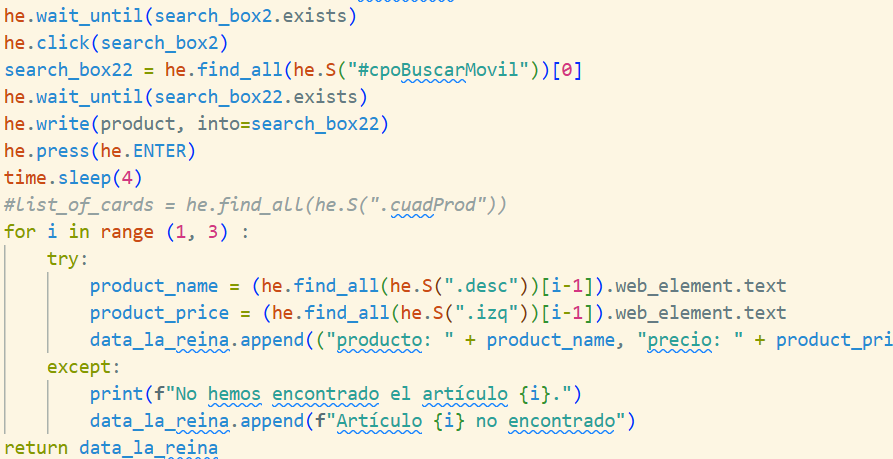 he.wait_until(search_box2.exists)
he.click(search_box2)
search_box22 = he.find_all(he.S("#cpoBuscarMovil"))[0]
he.wait_until(search_box22.exists)
he.write(product, into=search_box22)
he.press(he.ENTER)
time.sleep(4)
#list_of_cards = he.find_all(he.S(".cuadProd"))
for i in range (1, 3) :
    try:
        product_name = (he.find_all(he.S(".desc"))[i-1]).web_element.text
        product_price = (he.find_all(he.S(".izq"))[i-1]).web_element.text
        data_la_reina.append(("producto: " + product_name, "precio: " + product_pri
    except:
        print(f"No hemos encontrado el artículo {i}.")
        data_la_reina.append(f"Artículo {i} no encontrado")
return data_la_reina